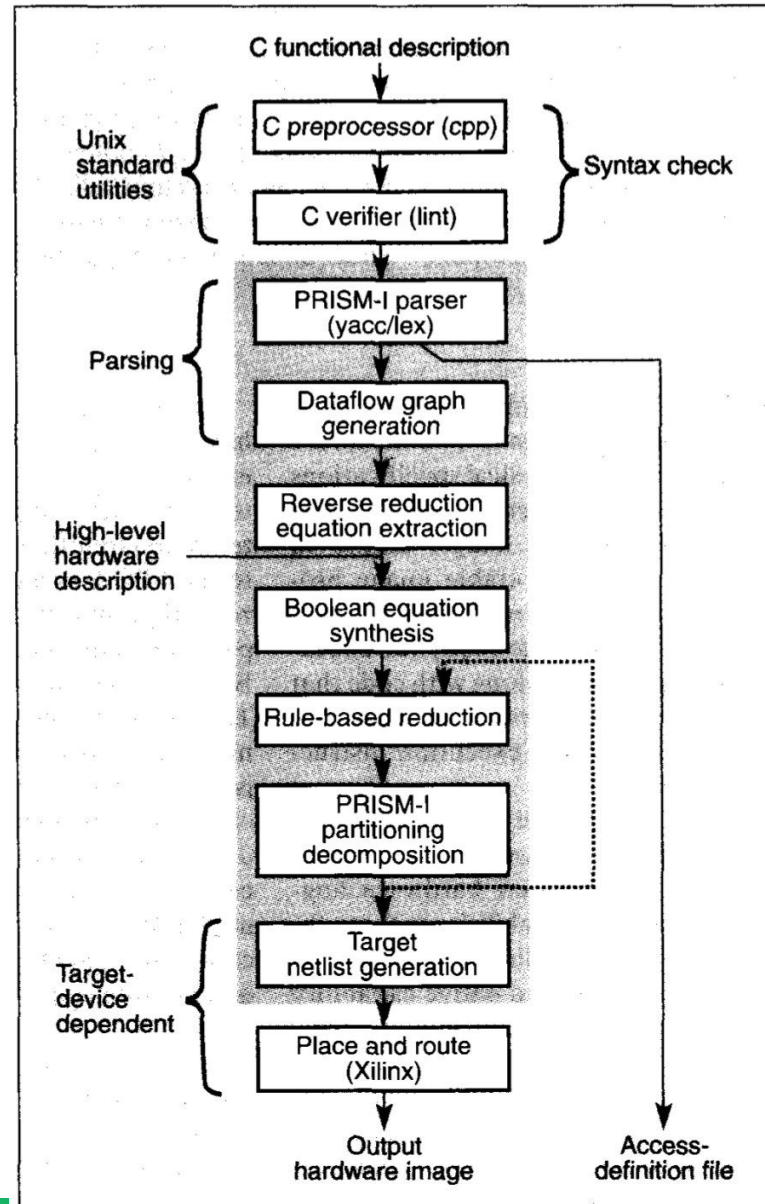 C functional description
C preprocessor (cpp)
Unix
standard
utilities
Syntax check
C verifier (lint)
PRISM-I parser
(yacc/lex)
Parsing
Dataflow graph
generation
Reverse reduction
equation extraction
High-level
hardware
description
Boolean equation
synthesis
Rule-based reduction
PRISM-I
partitioning
decomposition
Target
netlist generation
Target-
device
dependent
Place and route
(Xilinx)
Output
hardware image
Access-
definition file